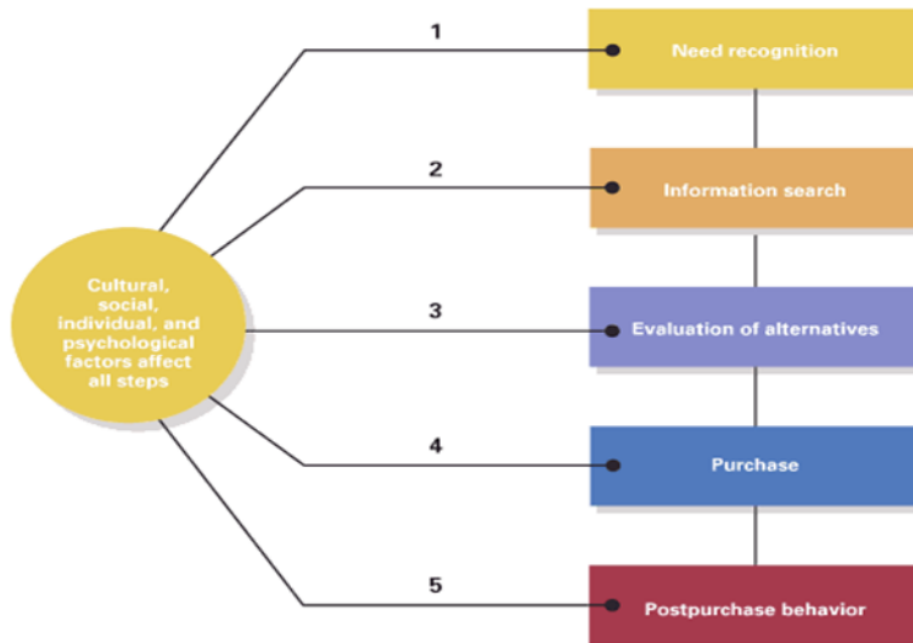 1
Need recognition
2
Information search
Cultural,
social,
individual, and
psychological
factors affect
all steps
3
Evaluation of alternatives
4
Purchase
5
Postpurchase behavior